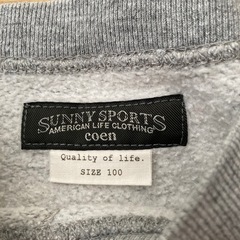 SUNNY SPORTS
AMERICAN LIFE CLOTHING
coen
Quality of life.
SIZE 100